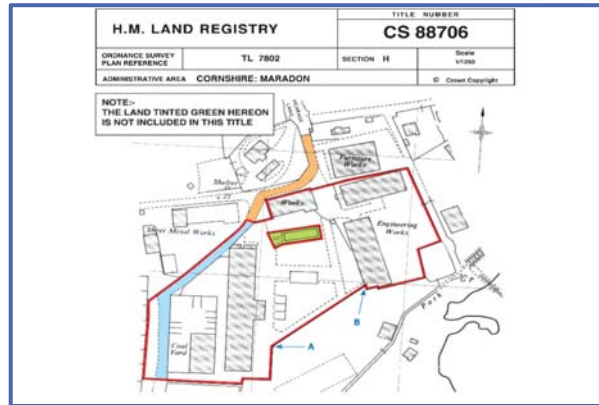 H.M. LAND REGISTRY
TITLE NUMBER
CS 88706
ORDNANCE SURVEY
PLAN REFERENCE
TL 7802
SECTION H
Scale
1/1250
ADMINISTRATIVE AREA CORNSHIRE: MARADON
© Crown Copyright
NOTE:-
THE LAND TINTED GREEN HEREON
IS NOT INCLUDED IN THIS TITLE
Furniture
Works
Shelter
Works
Engineering
Works
Sheet Metal Works
Coal
Yard
Path
G P
B
A